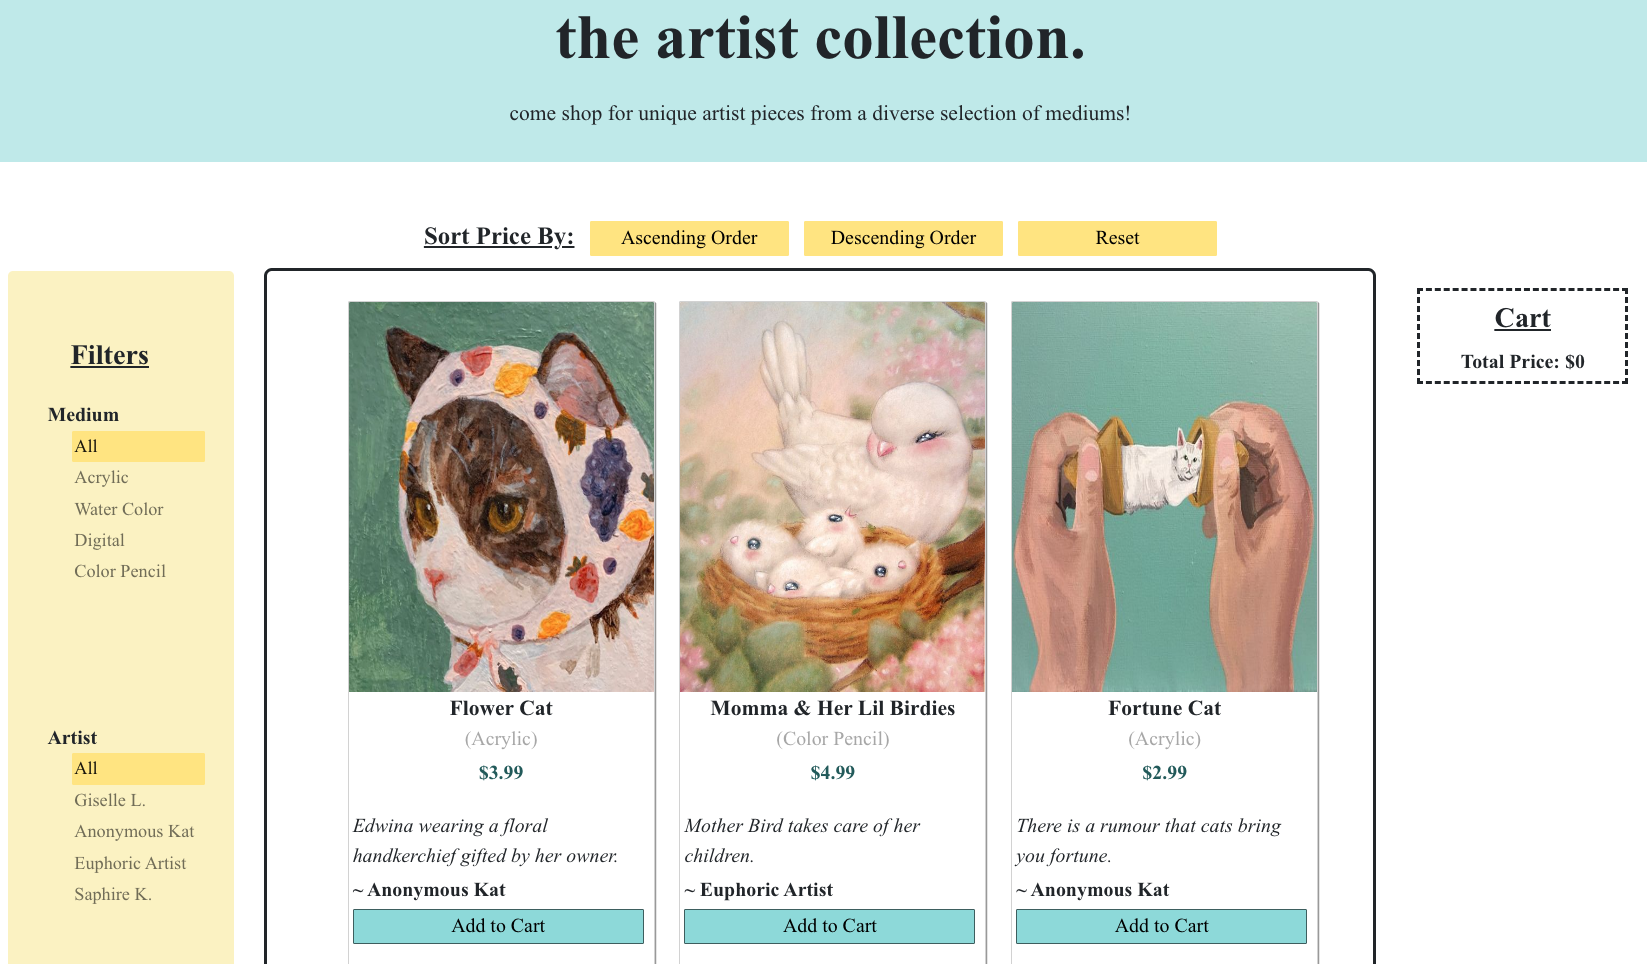 the artist collection.
come shop for unique artist pieces from a diverse selection of mediums!
Sort Price By:
Ascending Order
Descending Order
Reset
Filters
Medium
All
Acrylic
Water Color
Digital
Color Pencil
Artist
All
Giselle L.
Anonymous Kat
Euphoric Artist
Saphire K.
Flower Cat
(Acrylic)
$3.99
Edwina wearing a floral
handkerchief gifted by her owner.
~ Anonymous Kat
Add to Cart
Momma & Her Lil Birdies
(Color Pencil)
$4.99
Mother Bird takes care of her
children.
~ Euphoric Artist
Add to Cart
Fortune Cat
(Acrylic)
$2.99
There is a rumour that cats bring
you fortune.
~ Anonymous Kat
Add to Cart
Cart
Total Price: $0